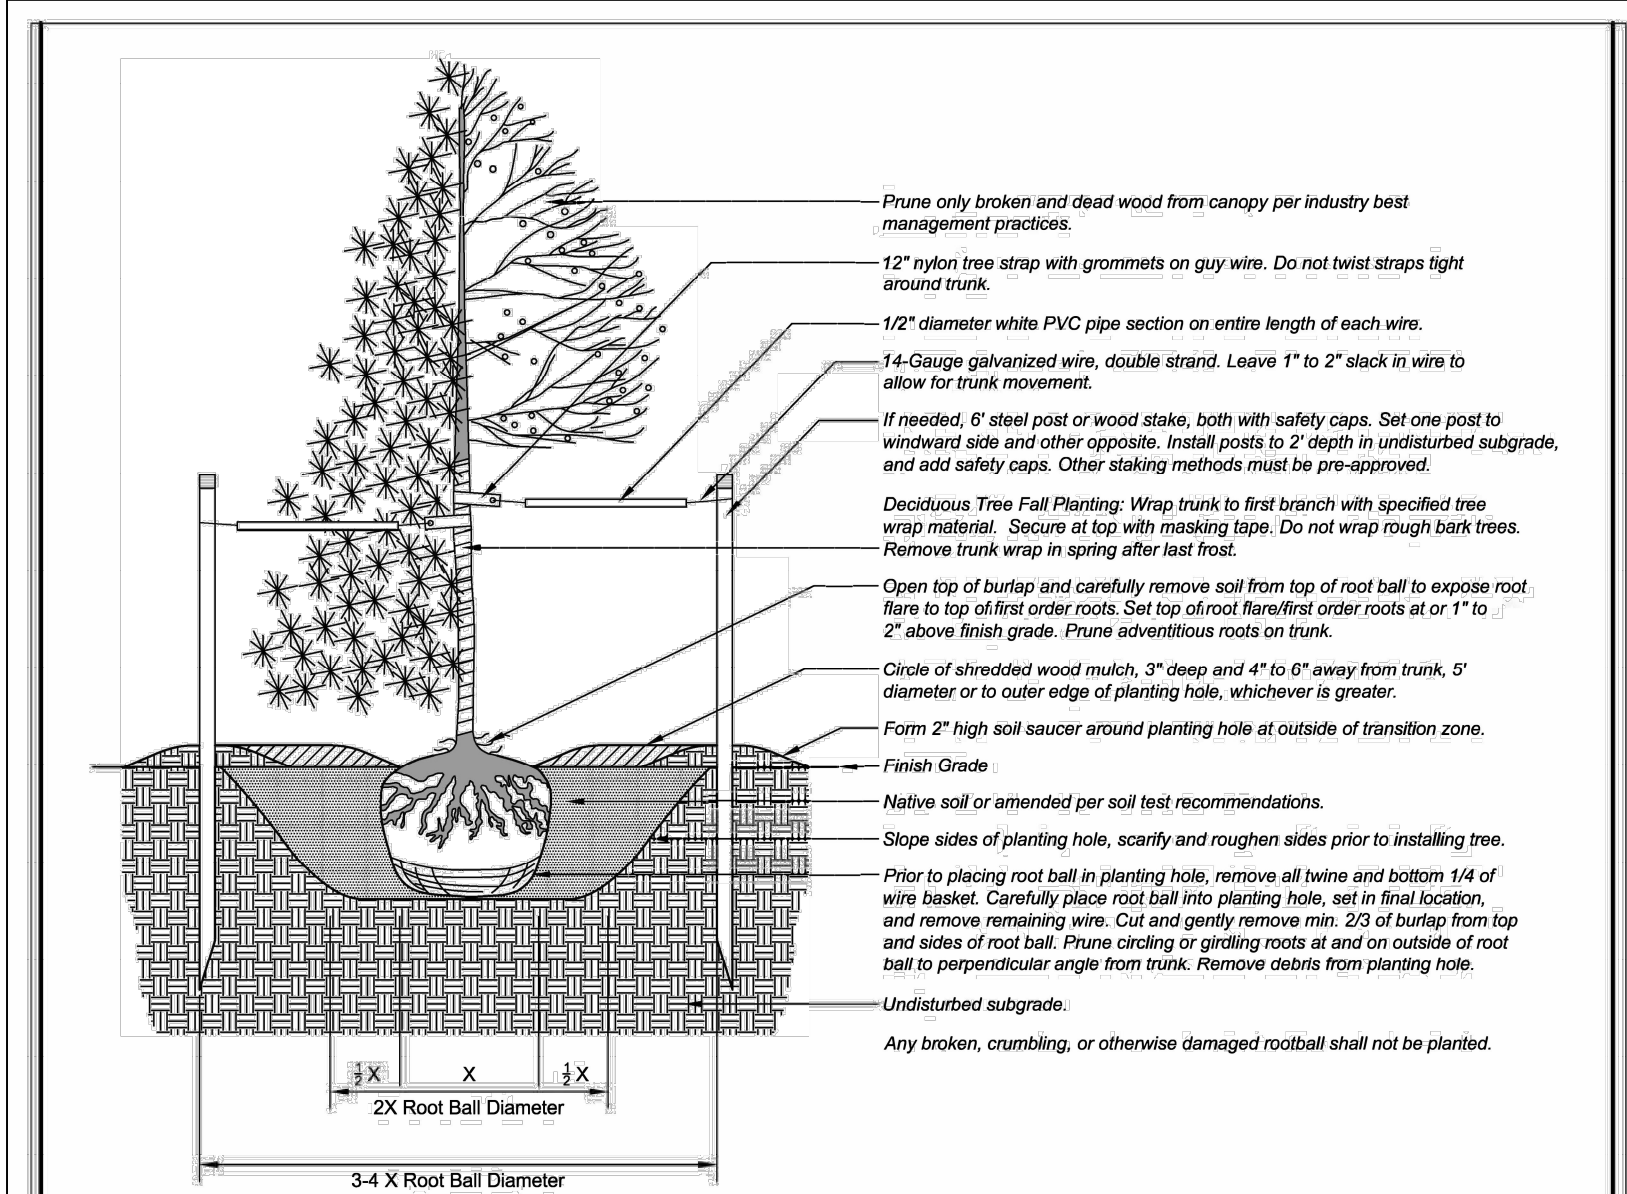 Prune only broken and dead wood from canopy per industry best
management practices.
12" nylon tree strap with grommets on guy wire. Do not twist straps tight
around trunk.
1/2" diameter white PVC pipe section on entire length of each wire.
14-Gauge galvanized wire, double strand. Leave 1" to 2" slack in wire to
allow for trunk movement.
If needed, 6' steel post or wood stake, both with safety caps. Set one post to
windward side and other opposite. Install posts to 2' depth in undisturbed subgrade,
and add safety caps. Other staking methods must be pre-approved.
Deciduous Tree Fall Planting: Wrap trunk to first branch with specified tree
wrap material. Secure at top with masking tape. Do not wrap rough bark trees.
Remove trunk wrap in spring after last frost.
Open top of burlap and carefully remove soil from top of root ball to expose root
flare to top of first order roots. Set top of root flare/first order roots at or 1" to
2" above finish grade. Prune adventitious roots on trunk.
Circle of shredded wood mulch, 3" deep and 4" to 6" away from trunk, 5'
diameter or to outer edge of planting hole, whichever is greater.
Form 2" high soil saucer around planting hole at outside of transition zone.
Finish Grade
Native soil or amended per soil test recommendations.
Slope sides of planting hole, scarify and roughen sides prior to installing tree.
Prior to placing root ball in planting hole, remove all twine and bottom 1/4 of
wire basket. Carefully place root ball into planting hole, set in final location,
and remove remaining wire. Cut and gently remove min. 2/3 of burlap from top
and sides of root ball. Prune circling or girdling roots at and on outside of root
ball to perpendicular angle from trunk. Remove debris from planting hole.
Undisturbed subgrade.
Any broken, crumbling, or otherwise damaged rootball shall not be planted.
½ X X ½ X
2X Root Ball Diameter
3-4 X Root Ball Diameter